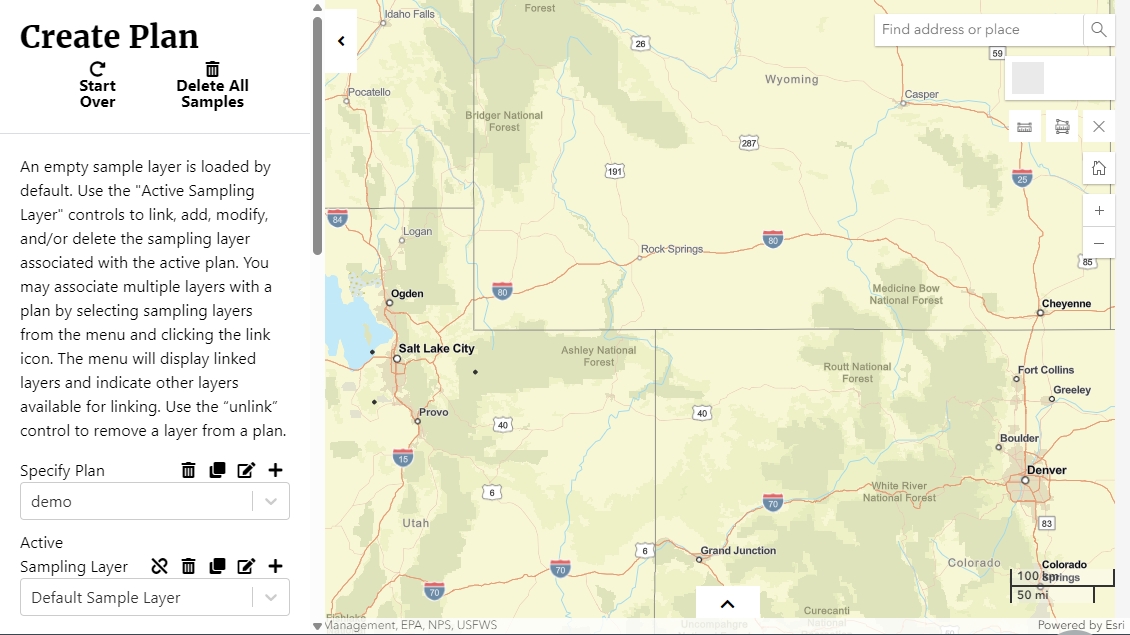 Create Plan
Start
Over
Delete All
Samples
An empty sample layer is loaded by
default. Use the "Active Sampling
Layer" controls to link, add, modify,
and/or delete the sampling layer
associated with the active plan. You
may associate multiple layers with a
plan by selecting sampling layers
from the menu and clicking the link
icon. The menu will display linked
layers and indicate other layers
available for linking. Use the “unlink”
control to remove a layer from a plan.
Specify Plan
demo
Active
Sampling Layer
Default Sample Layer
Find address or place
Idaho Falls
Forest
26
59
Wyoming
Pocatello
Casper
Bridger National
Forest
287
191
25
84
Logan
80
Rock Springs
85
80
Ogden
Medicine Bow
National Forest
Cheyenne
Salt Lake City
Ashley National
Forest
Routt National
Forest
Fort Collins
Greeley
Provo
40
40
Boulder
15
Denver
6
White River
National Forest
70
83
Utah
6
Grand Junction
Colorado
70
Colorado
Springs
100 km
50 mi
70
Curecanti
National
Fishlake
Uncompahgre
50
Management, EPA, NPS, USFWS
Powered by Esri